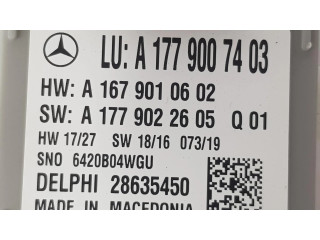 LU: A 177 900 74 03
HW: A 167 901 06 02
SW: A 177 902 26 05 Q 01
HW 17/27 SW 18/16 073/19
SNO 6420B04WGU
DELPHI 28635450
MADE IN MACEDONIA